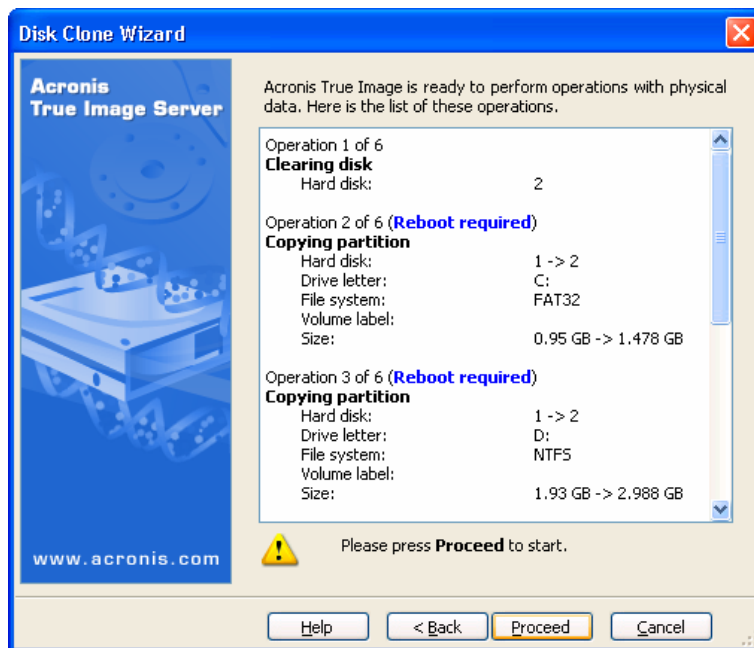 Disk Clone Wizard
Acronis
True Image Server
www.acronis.com
Acronis True Image is ready to perform operations with physical
data. Here is the list of these operations.
Operation 1 of 6
Clearing disk
Hard disk: 2
Operation 2 of 6 (Reboot required)
Copying partition
Hard disk: 1 -> 2
Drive letter: C:
File system: FAT32
Volume label:
Size: 0.95 GB -> 1.478 GB
Operation 3 of 6 (Reboot required)
Copying partition
Hard disk: 1 -> 2
Drive letter: D:
File system: NTFS
Volume label:
Size: 1.93 GB -> 2.988 GB
Please press Proceed to start.
Help < Back Proceed Cancel